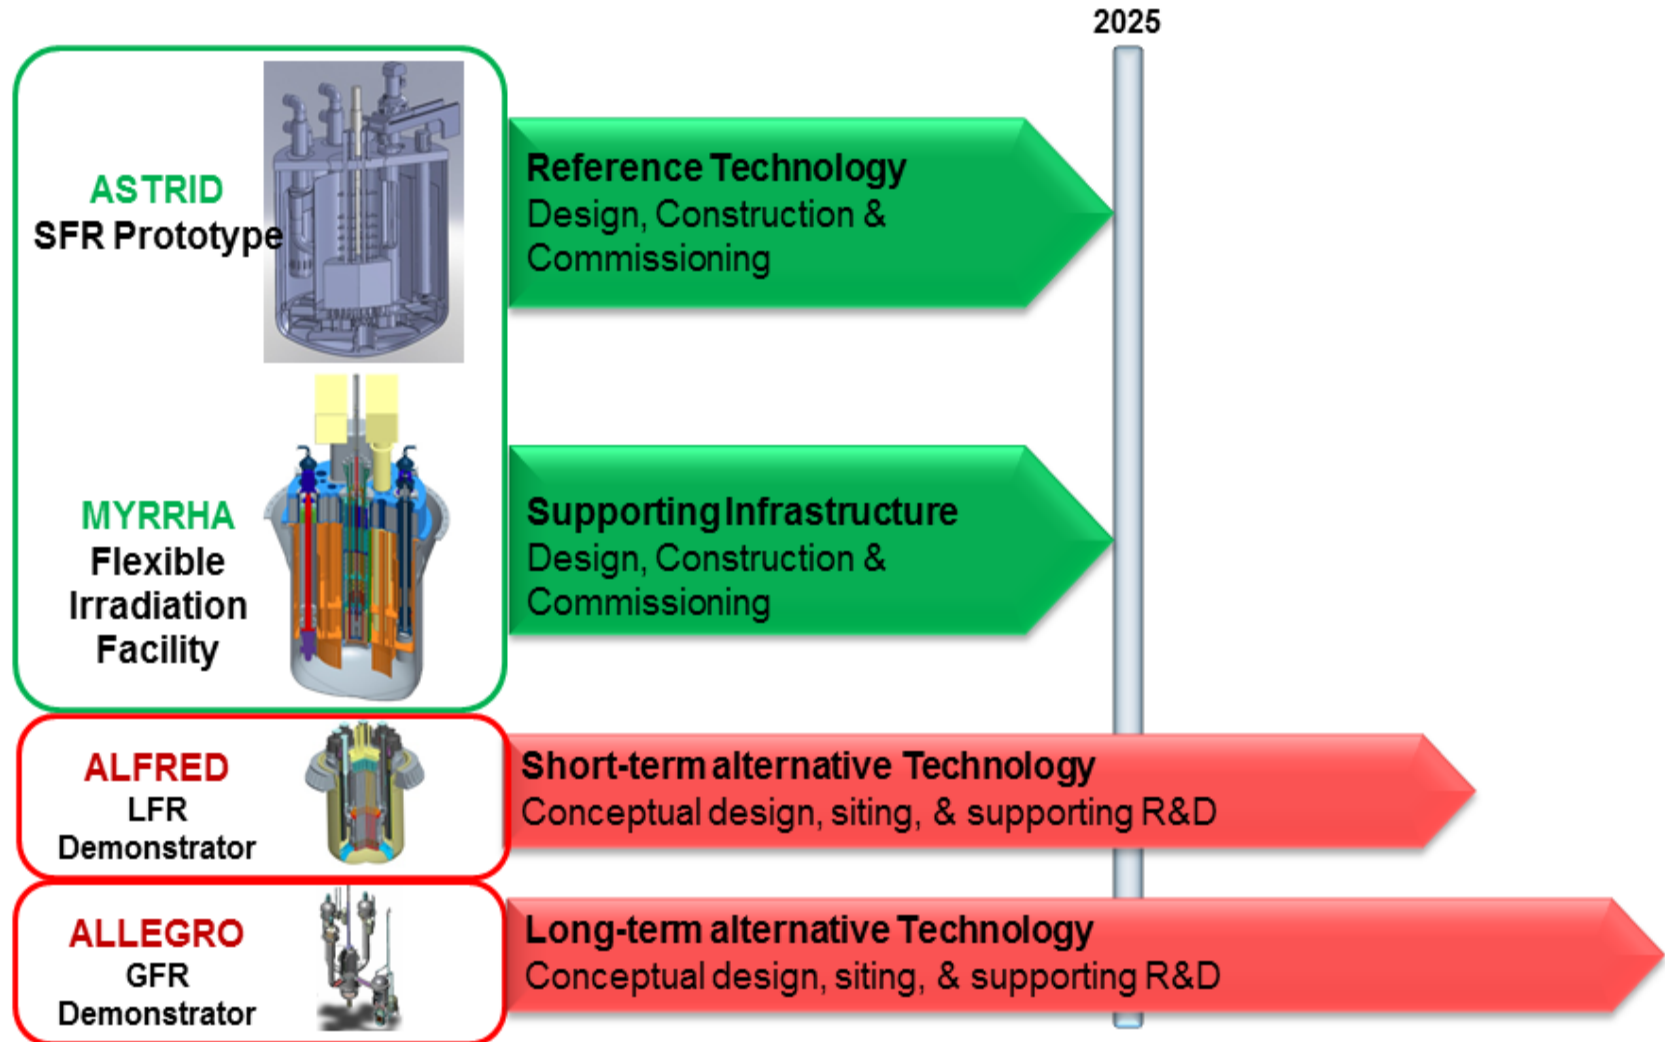 2025
ASTRID
SFR Prototype
Reference Technology
Design, Construction &
Commissioning
MYRRHA
Flexible
Irradiation
Facility
Supporting Infrastructure
Design, Construction &
Commissioning
ALFRED
LFR
Demonstrator
Short-term alternative Technology
Conceptual design, siting, & supporting R&D
ALLEGRO
GFR
Demonstrator
Long-term alternative Technology
Conceptual design, siting, & supporting R&D